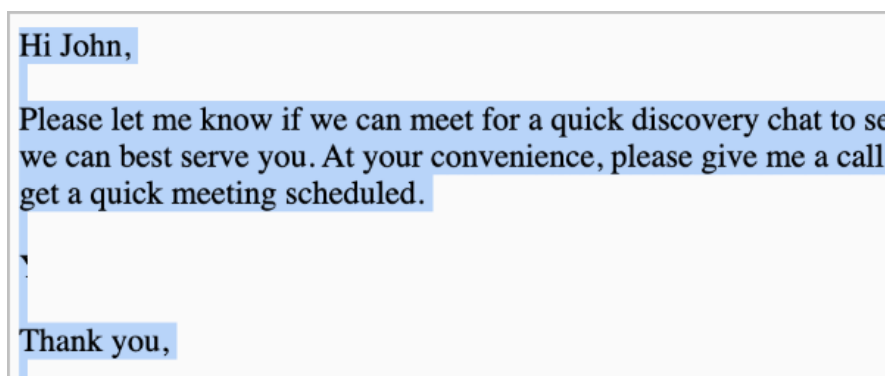 Hi John,
Please let me know if we can meet for a quick discovery chat to se
we can best serve you. At your convenience, please give me a call
get a quick meeting scheduled.
Thank you,